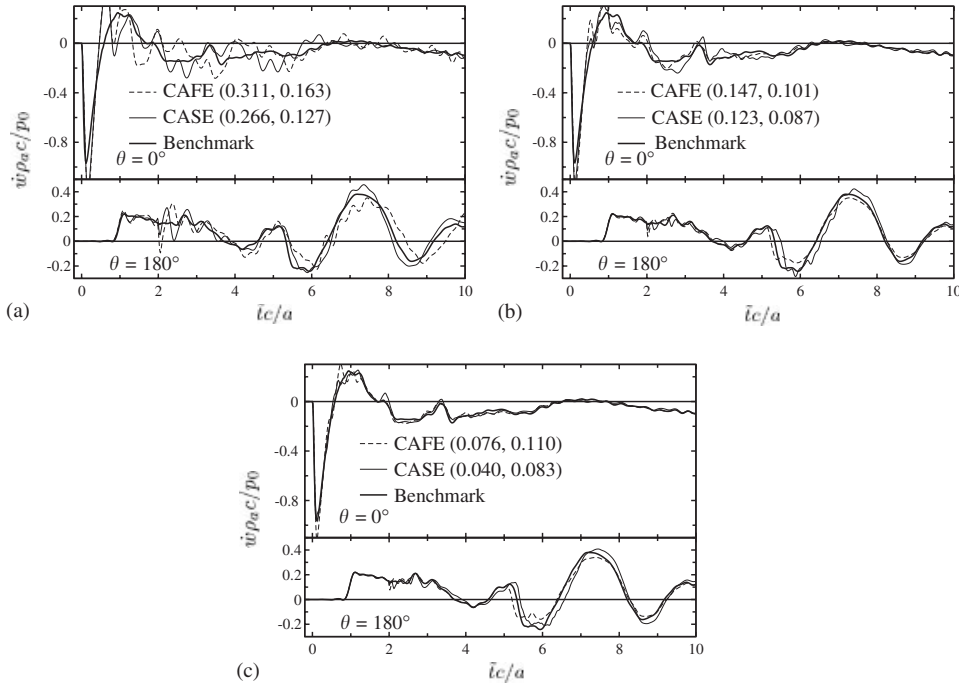 0
-0.4
-0.8
ẇρₐc/p₀
CAFE (0.311, 0.163)
CASE (0.266, 0.127)
Benchmark
θ = 0°
0.4
0.2
0
-0.2
θ = 180°
0 2 4 6 8 10
(a)
t̄c/a
0
-0.4
-0.8
ẇρₐc/p₀
CAFE (0.147, 0.101)
CASE (0.123, 0.087)
Benchmark
θ = 0°
0.4
0.2
0
-0.2
θ = 180°
0 2 4 6 8 10
(b)
t̄c/a
0
-0.4
-0.8
ẇρₐc/p₀
CAFE (0.076, 0.110)
CASE (0.040, 0.083)
Benchmark
θ = 0°
0.4
0.2
0
-0.2
θ = 180°
0 2 4 6 8 10
(c)
t̄c/a